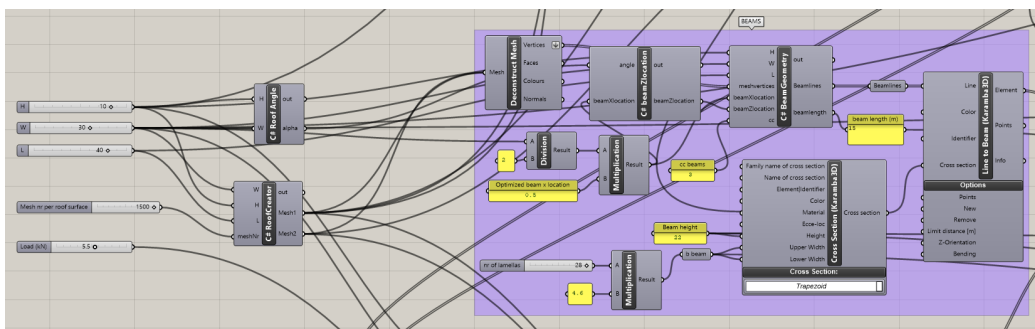 BEAMS
H
10
W
30
L
40
Mesh nr per roof surface
1500
Load (kN)
5.5
H
W
C# Roof Angle
out
alpha
W
H
L
meshNr
C# RoofCreator
out
Mesh1
Mesh2
Mesh
Deconstruct Mesh
Vertices
Faces
Colours
Normals
angle
beamXlocation
C# beamZlocation
out
beamZlocation
H
W
L
meshvertices
beamXlocation
beamZlocation
cc
C# BeamGeometry
out
Beamlines
beamlength
Beamlines
beam length (m)
15
Line
Color
Identifier
Cross section
Line to Beam (Karamba3D)
Element
Points
Info
Options
Points
New
Remove
Limit distance [m]
Z-Orientation
Bending
2
A
B
Division
Result
Optimized beam x location
0.5
A
B
Multiplication
Result
cc beams
3
Family name of cross section
Name of cross section
Element|Identifier
Color
Material
Ecce-loc
Height
Upper Width
Lower Width
Cross Section (Karamba3D)
Cross section
Cross Section:
Trapezoid
Beam height
22
b beam
nr of lamellas
28
4.6
A
B
Multiplication
Result